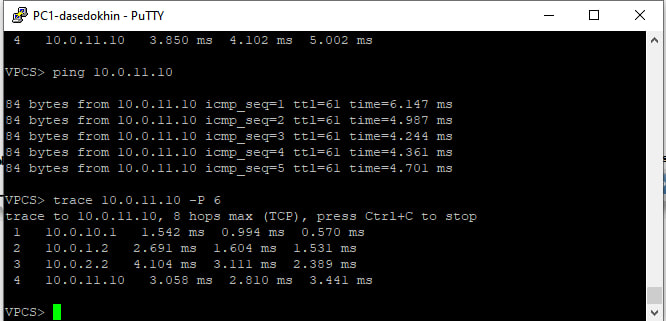 PC1-dasedokhin - PuTTY
4 10.0.11.10 3.850 ms 4.102 ms 5.002 ms
VPCS> ping 10.0.11.10
84 bytes from 10.0.11.10 icmp_seq=1 ttl=61 time=6.147 ms
84 bytes from 10.0.11.10 icmp_seq=2 ttl=61 time=4.987 ms
84 bytes from 10.0.11.10 icmp_seq=3 ttl=61 time=4.244 ms
84 bytes from 10.0.11.10 icmp_seq=4 ttl=61 time=4.361 ms
84 bytes from 10.0.11.10 icmp_seq=5 ttl=61 time=4.701 ms
VPCS> trace 10.0.11.10 -P 6
trace to 10.0.11.10, 8 hops max (TCP), press Ctrl+C to stop
1 10.0.10.1 1.542 ms 0.994 ms 0.570 ms
2 10.0.1.2 2.691 ms 1.604 ms 1.531 ms
3 10.0.2.2 4.104 ms 3.111 ms 2.389 ms
4 10.0.11.10 3.058 ms 2.810 ms 3.441 ms
VPCS>